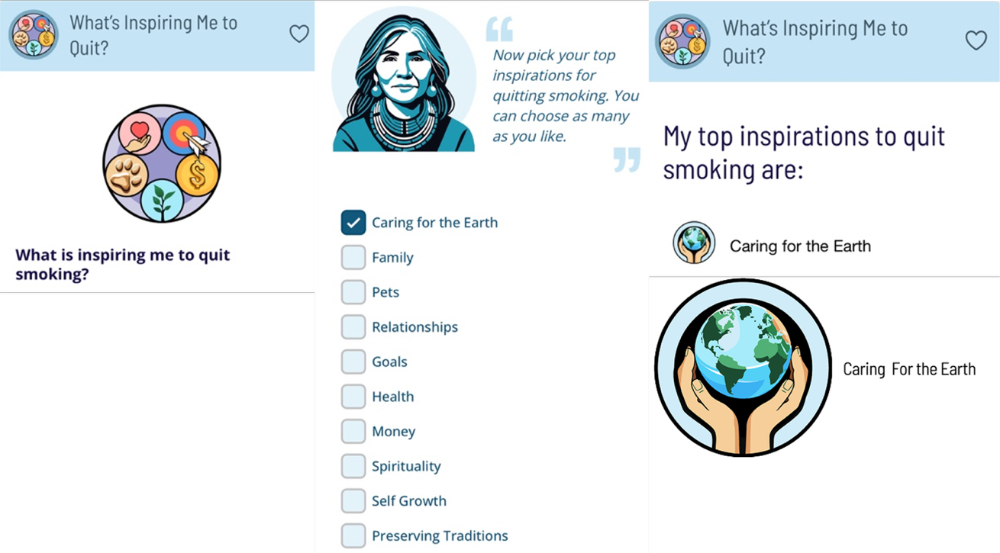 What's Inspiring Me to
Quit?
What is inspiring me to quit
smoking?
“
Now pick your top
inspirations for
quitting smoking. You
can choose as many
as you like.
”
Caring for the Earth
Family
Pets
Relationships
Goals
Health
Money
Spirituality
Self Growth
Preserving Traditions
What's Inspiring Me to
Quit?
My top inspirations to quit
smoking are:
Caring for the Earth
Caring For the Earth